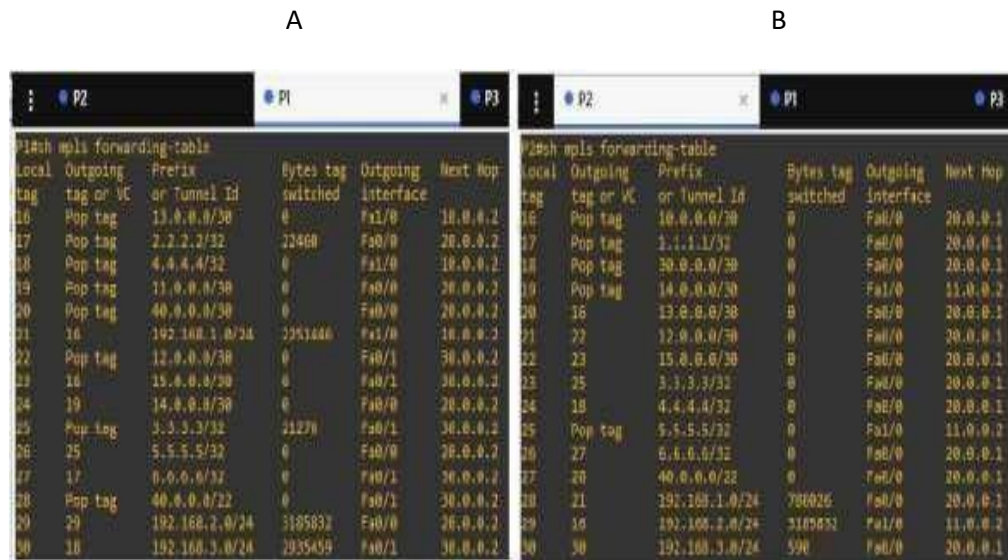 A B
P2 P1 P3
P1#sh mpls forwarding-table
Local Outgoing Prefix Bytes tag Outgoing Next Hop
tag tag or VC or Tunnel Id switched interface
16 Pop tag 13.0.0.0/30 0 Fa1/0 10.0.0.2
17 Pop tag 2.2.2.2/32 22460 Fa0/0 20.0.0.2
18 Pop tag 4.4.4.4/32 0 Fa1/0 10.0.0.2
19 Pop tag 11.0.0.0/30 0 Fa0/0 20.0.0.2
20 Pop tag 40.0.0.0/30 0 Fa0/0 20.0.0.2
21 16 192.168.1.0/24 2251446 Fa1/0 10.0.0.2
22 Pop tag 12.0.0.0/30 0 Fa0/1 30.0.0.2
23 16 15.0.0.0/30 0 Fa0/1 30.0.0.2
24 19 14.0.0.0/30 0 Fa0/0 20.0.0.2
25 Pop tag 3.3.3.3/32 21278 Fa0/1 30.0.0.2
26 25 5.5.5.5/32 0 Fa0/0 20.0.0.2
27 17 6.6.6.6/32 0 Fa0/1 30.0.0.2
28 Pop tag 40.0.0.0/22 0 Fa0/1 30.0.0.2
29 29 192.168.2.0/24 3185832 Fa0/0 20.0.0.2
30 18 192.168.3.0/24 2935459 Fa0/1 30.0.0.2
P2 P1 P3
P2#sh mpls forwarding-table
Local Outgoing Prefix Bytes tag Outgoing Next Hop
tag tag or VC or Tunnel Id switched interface
16 Pop tag 10.0.0.0/30 0 Fa0/0 20.0.0.1
17 Pop tag 1.1.1.1/32 0 Fa0/0 20.0.0.1
18 Pop tag 30.0.0.0/30 0 Fa0/0 20.0.0.1
19 Pop tag 14.0.0.0/30 0 Fa1/0 11.0.0.1
20 16 13.0.0.0/30 0 Fa0/0 20.0.0.1
21 22 12.0.0.0/30 0 Fa0/0 20.0.0.1
22 23 15.0.0.0/30 0 Fa0/0 20.0.0.1
23 25 3.3.3.3/32 0 Fa0/0 20.0.0.1
24 18 4.4.4.4/32 0 Fa0/0 20.0.0.1
25 Pop tag 5.5.5.5/32 0 Fa1/0 11.0.0.1
26 27 6.6.6.6/32 0 Fa0/0 20.0.0.1
27 28 40.0.0.0/22 0 Fa0/0 20.0.0.1
28 21 192.168.1.0/24 Fa0/0 20.0.0.1
29 192.168.2.0/24 3185832 Fa1/0 11.0.0.1
30 30 192.168.3.0/24 590 Fa0/0 20.0.0.1